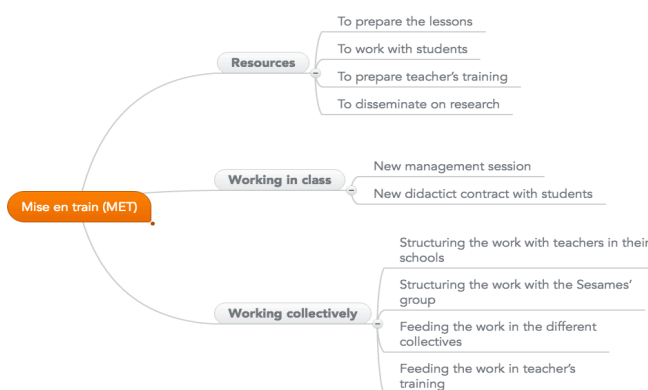 To prepare the lessons
To work with students
Resources
To prepare teacher's training
To disseminate on research
New management session
Working in class
New didactict contract with students
Mise en train (MET)
Structuring the work with teachers in their
schools
Structuring the work with the Sesames'
group
Working collectively
Feeding the work in the different
collectives
Feeding the work in teacher's
training